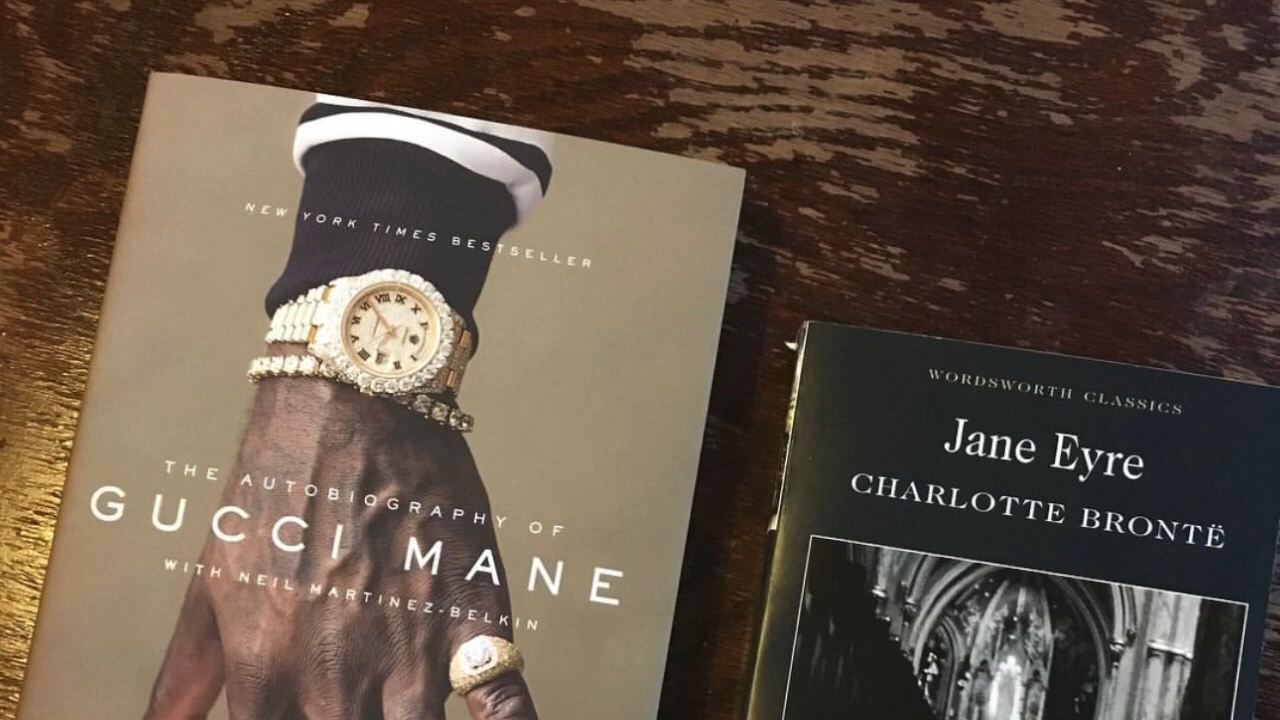 NEW YORK TIMES BESTSELLER
THE AUTOBIOGRAPHY OF
GUCCI MANE
WITH NEIL MARTINEZ-BELKIN
WORDSWORTH CLASSICS
Jane Eyre
CHARLOTTE BRONTË